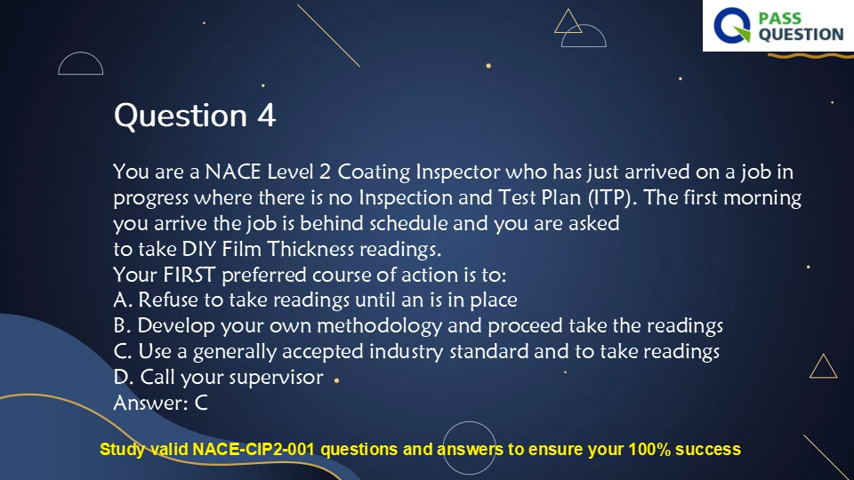 PASS
QUESTION
Question 4
You are a NACE Level 2 Coating Inspector who has just arrived on a job in
progress where there is no Inspection and Test Plan (ITP). The first morning
you arrive the job is behind schedule and you are asked
to take DIY Film Thickness readings.
Your FIRST preferred course of action is to:
A. Refuse to take readings until an is in place
B. Develop your own methodology and proceed take the readings
C. Use a generally accepted industry standard and to take readings
D. Call your supervisor
Answer: C
Study valid NACE-CIP2-001 questions and answers to ensure your 100% success